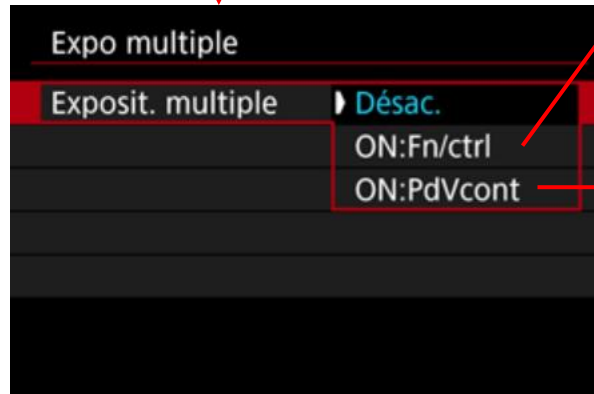 Expo multiple
Exposit. multiple Désac.
ON:Fn/ctrl
ON:PdVcont